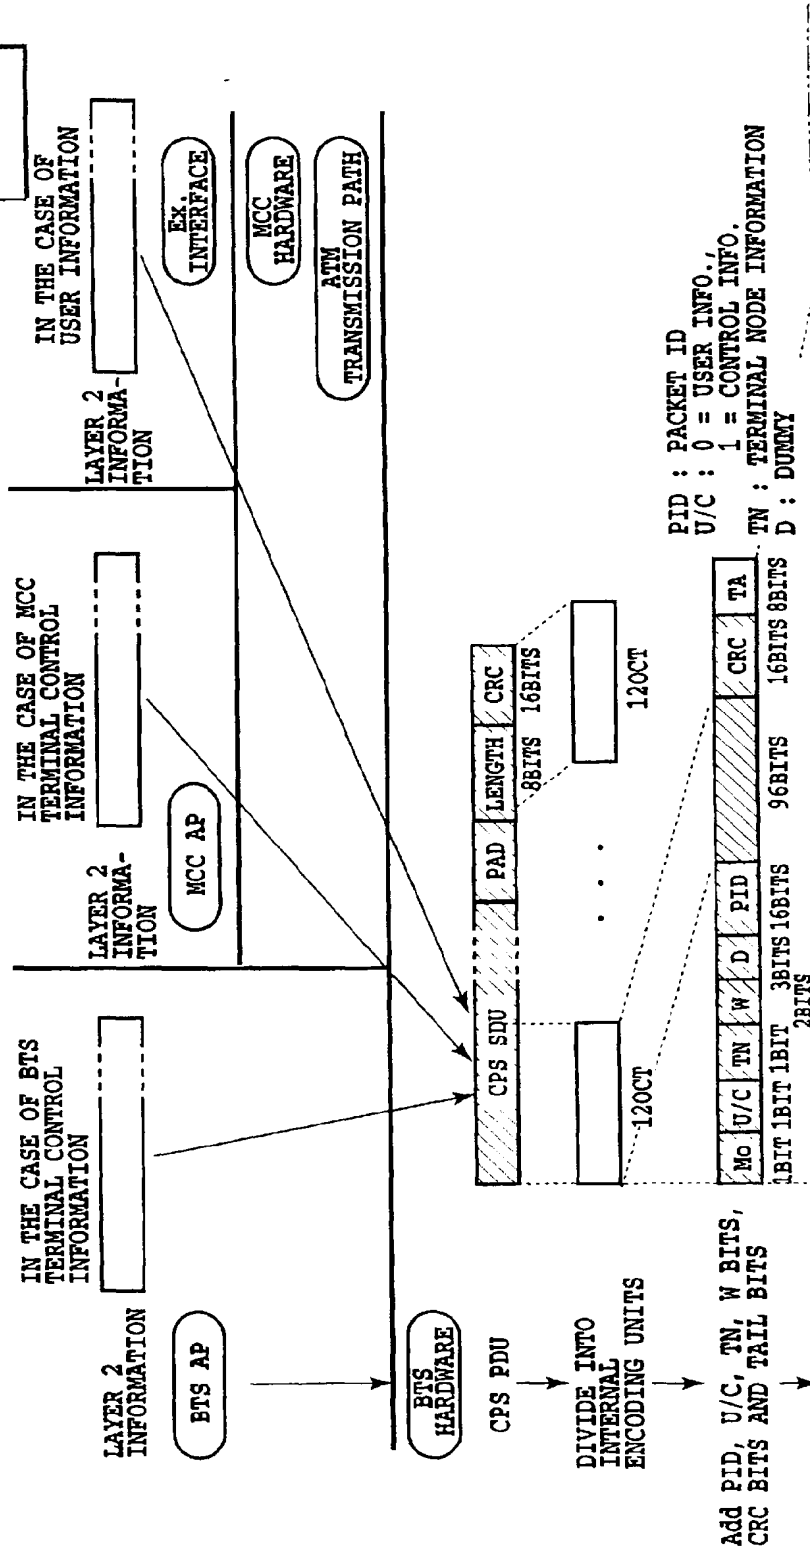 IN THE CASE OF BTS
TERMINAL CONTROL
INFORMATION
LAYER 2
INFORMATION
BTS AP
IN THE CASE OF MCC
TERMINAL CONTROL
INFORMATION
LAYER 2
INFORMA-
TION
MCC AP
IN THE CASE OF
USER INFORMATION
LAYER 2
INFORMA-
TION
Ex.
INTERFACE
MCC
HARDWARE
ATM
TRANSMISSION PATH
BTS
HARDWARE
CPS PDU
CPS SDU
PAD
LENGTH
CRC
8BITS
16BITS
DIVIDE INTO
INTERNAL
ENCODING UNITS
12OCT
. . .
12OCT
Add PID, U/C, TN, W BITS,
CRC BITS AND TAIL BITS
Mo
U/C
TN
W
D
PID
CRC
TA
1BIT
1BIT
1BIT
2BITS
3BITS
16BITS
96BITS
16BITS
8BITS
PID : PACKET ID
U/C : 0 = USER INFO.,
1 = CONTROL INFO.
TN : TERMINAL NODE INFORMATION
D : DUMMY